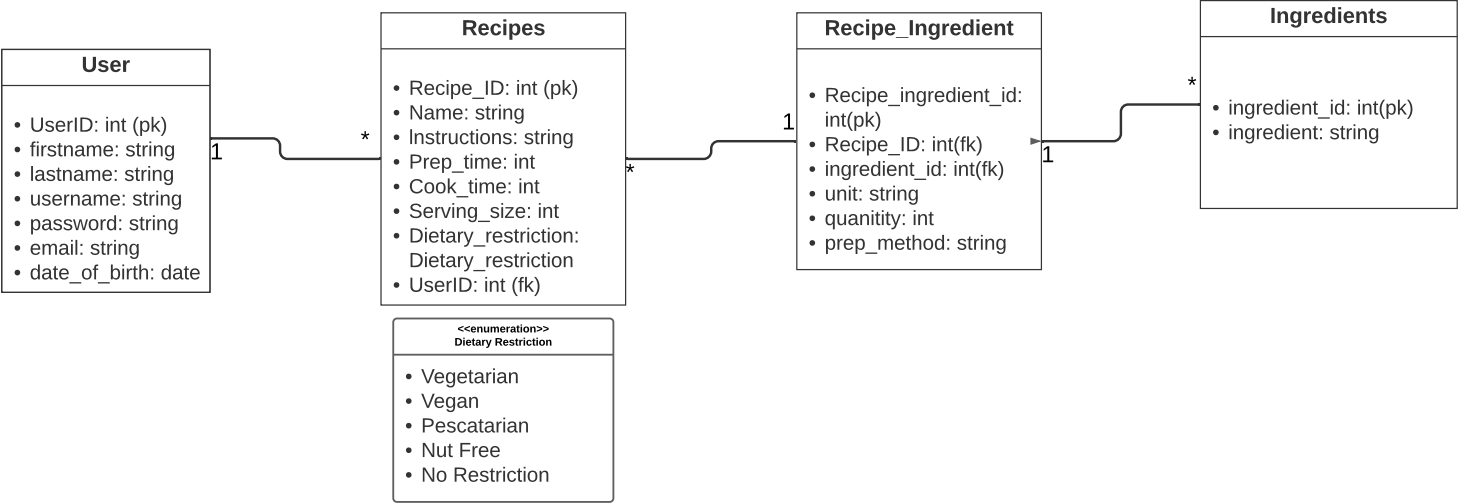 User
• UserID: int (pk)
• firstname: string
• lastname: string
• username: string
• password: string
• email: string
• date_of_birth: date
1
*
Recipes
• Recipe_ID: int (pk)
• Name: string
• Instructions: string
• Prep_time: int
• Cook_time: int
• Serving_size: int
• Dietary_restriction:
Dietary_restriction
• UserID: int (fk)
<<enumeration>>
Dietary Restriction
• Vegetarian
• Vegan
• Pescatarian
• Nut Free
• No Restriction
*
1
Recipe_Ingredient
• Recipe_ingredient_id:
int(pk)
• Recipe_ID: int(fk)
• ingredient_id: int(fk)
• unit: string
• quanitity: int
• prep_method: string
1
*
Ingredients
• ingredient_id: int(pk)
• ingredient: string